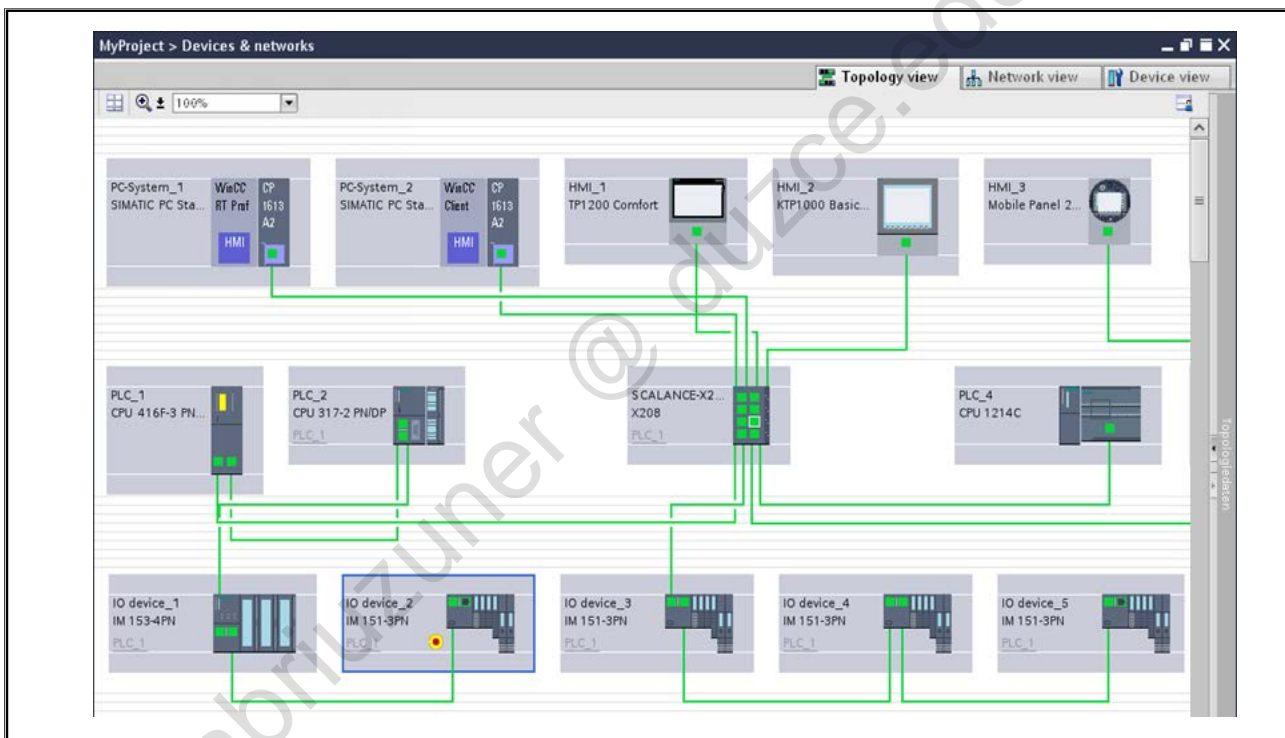 MyProject > Devices & networks
Topology view
Network view
Device view
100%
PC-System_1
SIMATIC PC Sta...
WinCC
RT Prof
CP
1613
A2
HMI
PC-System_2
SIMATIC PC Sta...
WinCC
Client
CP
1613
A2
HMI
HMI_1
TP1200 Comfort
HMI_2
KTP1000 Basic...
HMI_3
Mobile Panel 2...
PLC_1
CPU 416F-3 PN...
PLC_2
CPU 317-2 PN/DP
PLC_1
SCALANCE-X2...
X208
PLC_1
PLC_4
CPU 1214C
Topologiedaten
IO device_1
IM 153-4PN
PLC_1
IO device_2
IM 151-3PN
PLC_1
IO device_3
IM 151-3PN
PLC_1
IO device_4
IM 151-3PN
PLC_1
IO device_5
IM 151-3PN
PLC_1
briuzuner @ duzce.ed